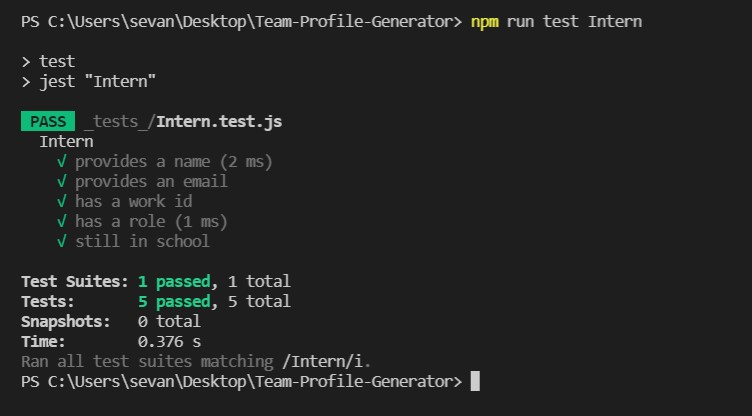 PS C:\Users\sevan\Desktop\Team-Profile-Generator> npm run test Intern
> test
> jest "Intern"
PASS _tests_/Intern.test.js
Intern
√ provides a name (2 ms)
√ provides an email
√ has a work id
√ has a role (1 ms)
√ still in school
Test Suites: 1 passed, 1 total
Tests: 5 passed, 5 total
Snapshots: 0 total
Time: 0.376 s
Ran all test suites matching /Intern/i.
PS C:\Users\sevan\Desktop\Team-Profile-Generator>